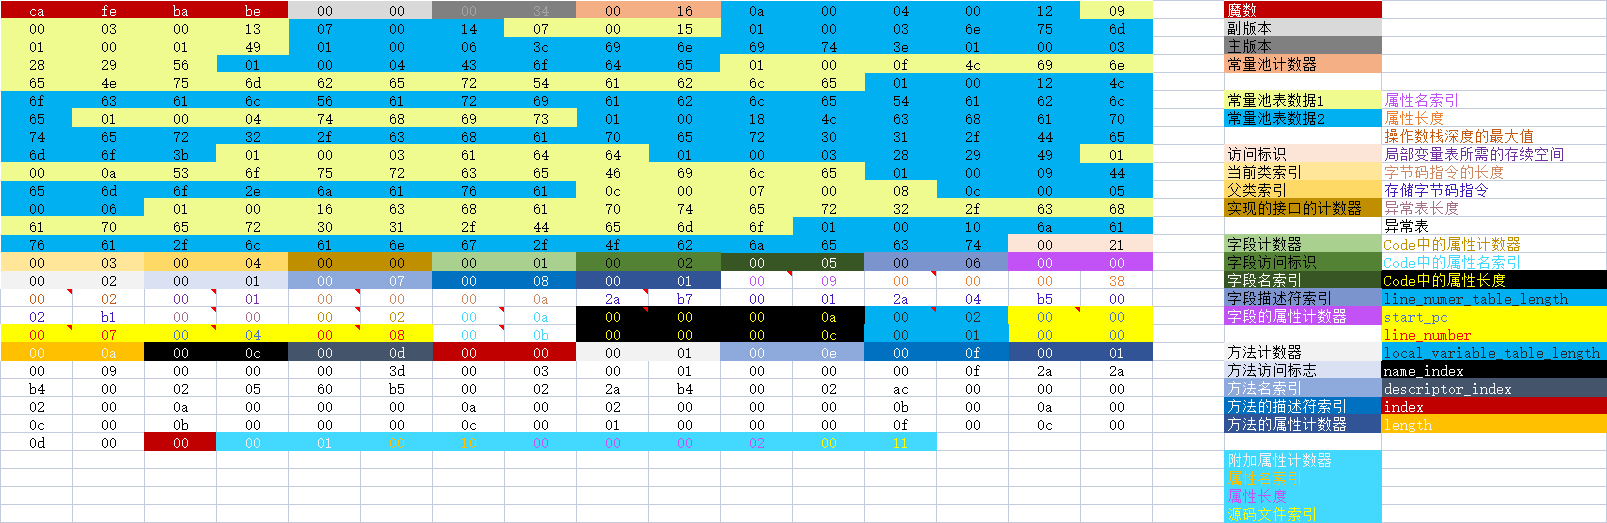 ca fe ba be 00 00 00 34 00 16 0a 00 04 00 12 09 魔数
00 03 00 13 07 00 14 07 00 15 01 00 03 6e 75 6d 副版本
01 00 01 49 01 00 06 3c 69 6e 69 74 3e 01 00 03 主版本
28 29 56 01 00 04 43 6f 64 65 01 00 0f 4c 69 6e 常量池计数器
65 4e 75 6d 62 65 72 54 61 62 6c 65 01 00 12 4c
6f 63 61 6c 56 61 72 69 61 62 6c 65 54 61 62 6c 常量池表数据1 属性名索引
65 01 00 04 74 68 69 73 01 00 18 4c 63 68 61 70 常量池表数据2 属性长度
74 65 72 32 2f 63 68 61 70 65 72 30 31 2f 44 65 操作数栈深度的最大值
6d 6f 3b 01 00 03 61 64 64 01 00 03 28 29 49 01 访问标识 局部变量表所需的存续空间
00 0a 53 6f 75 72 63 65 46 69 6c 65 01 00 09 44 当前类索引 字节码指令的长度
65 6d 6f 2e 6a 61 76 61 0c 00 07 00 08 0c 00 05 父类索引 存储字节码指令
00 06 01 00 16 63 68 61 70 74 65 72 32 2f 63 68 实现的接口的计数器 异常表长度
61 70 65 72 30 31 2f 44 65 6d 6f 01 00 10 6a 61 异常表
76 61 2f 6c 61 6e 67 2f 4f 62 6a 65 63 74 00 21 字段计数器 Code中的属性计数器
00 03 00 04 00 00 00 01 00 02 00 05 00 06 00 00 字段访问标识 Code中的属性名索引
00 02 00 01 00 07 00 08 00 01 00 09 00 00 00 38 字段名索引 Code中的属性长度
00 02 00 01 00 00 00 0a 2a b7 00 01 2a 04 b5 00 字段描述符索引 line_numer_table_length
02 b1 00 00 00 02 00 0a 00 00 00 0a 00 02 00 00 字段的属性计数器 start_pc
00 07 00 04 00 08 00 0b 00 00 00 0c 00 01 00 00 line_number
00 0a 00 0c 00 0d 00 00 00 01 00 0e 00 0f 00 01 方法计数器 local_variable_table_length
00 09 00 00 00 3d 00 03 00 01 00 00 00 0f 2a 2a 方法访问标志 name_index
b4 00 02 05 60 b5 00 02 2a b4 00 02 ac 00 00 00 方法名索引 descriptor_index
02 00 0a 00 00 00 0a 00 02 00 00 00 0b 00 0a 00 方法的描述符索引 index
0c 00 0b 00 00 00 0c 00 01 00 00 00 0f 00 0c 00 方法的属性计数器 length
0d 00 00 00 01 00 10 00 00 00 02 00 11
附加属性计数器
属性名索引
属性长度
源码文件索引